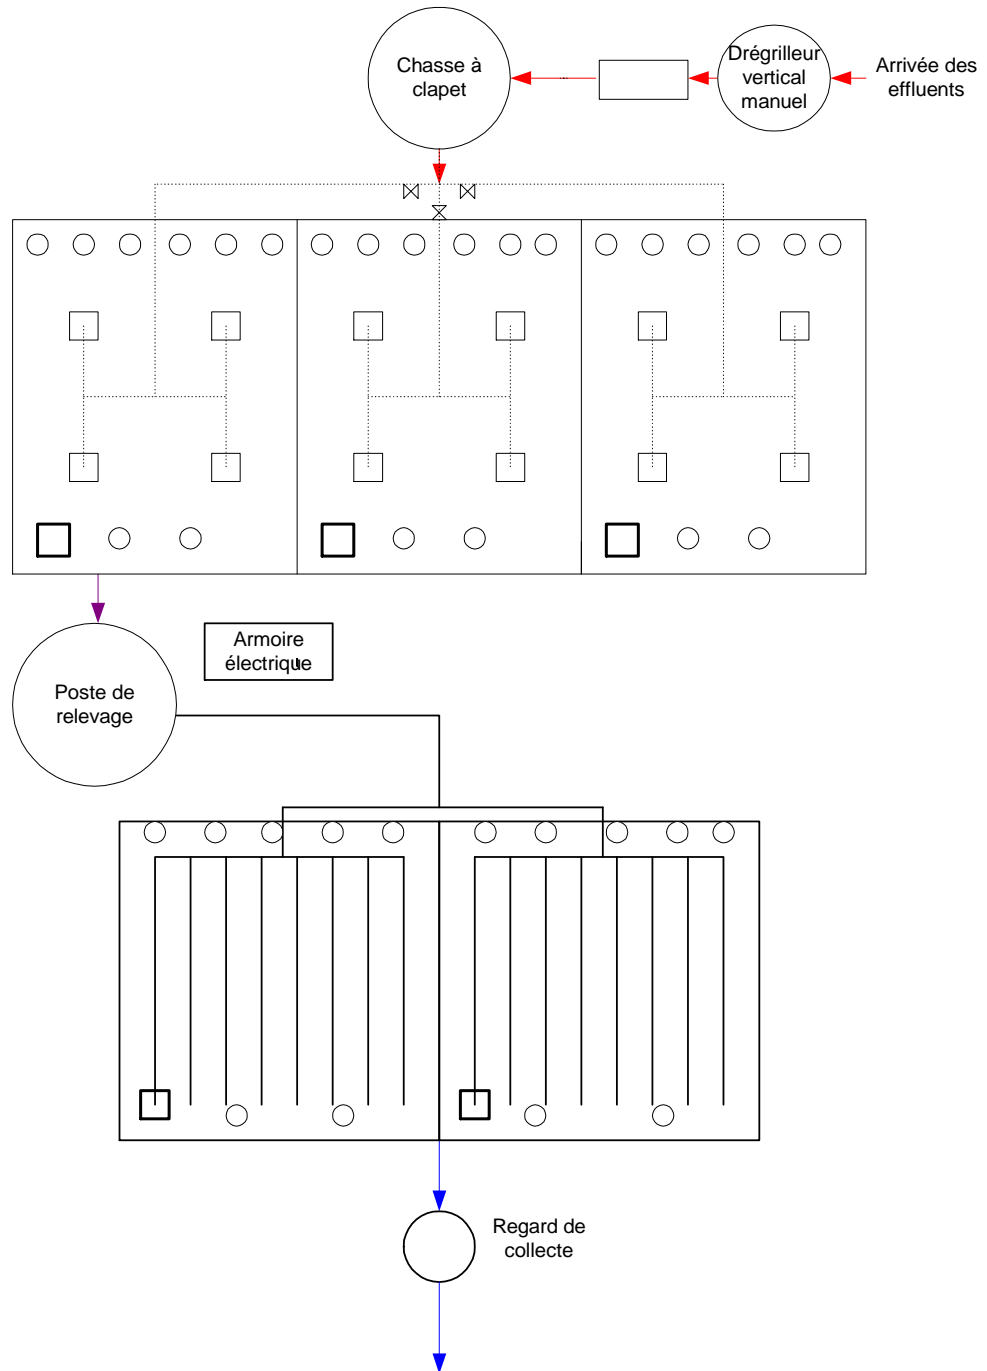 Chasse à
clapet
Drégrilleur
vertical
manuel
Arrivée des
effluents
Armoire
électrique
Poste de
relevage
Regard de
collecte